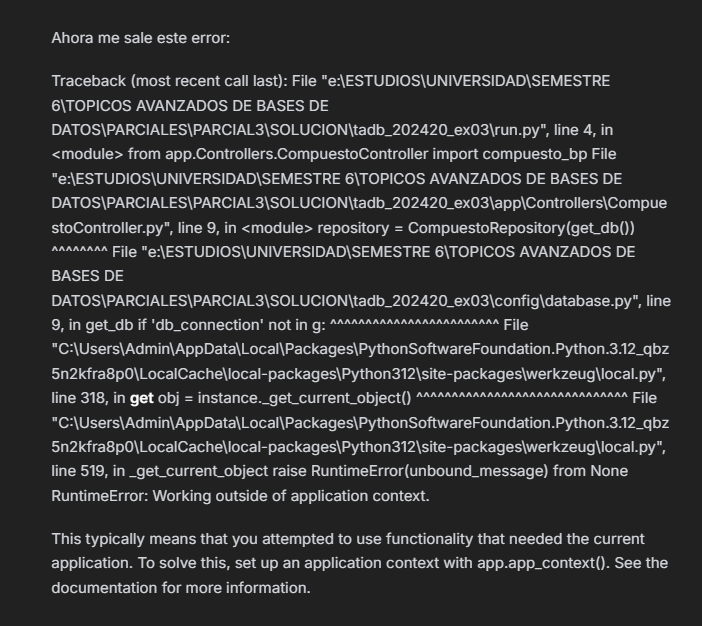 Ahora me sale este error:
Traceback (most recent call last): File "e:\ESTUDIOS\UNIVERSIDAD\SEMESTRE
6\TOPICOS AVANZADOS DE BASES DE
DATOS\PARCIALES\PARCIAL3\SOLUCION\tadb_202420_ex03\run.py", line 4, in
<module> from app.Controllers.CompuestoController import compuesto_bp File
"e:\ESTUDIOS\UNIVERSIDAD\SEMESTRE 6\TOPICOS AVANZADOS DE BASES DE
DATOS\PARCIALES\PARCIAL3\SOLUCION\tadb_202420_ex03\app\Controllers\Compue
stoController.py", line 9, in <module> repository = CompuestoRepository(get_db())
^^^^^^^^ File "e:\ESTUDIOS\UNIVERSIDAD\SEMESTRE 6\TOPICOS AVANZADOS DE
BASES DE
DATOS\PARCIALES\PARCIAL3\SOLUCION\tadb_202420_ex03\config\database.py", line
9, in get_db if 'db_connection' not in g: ^^^^^^^^^^^^^^^^^^^^^^^^ File
"C:\Users\Admin\AppData\Local\Packages\PythonSoftwareFoundation.Python.3.12_qbz
5n2kfra8p0\LocalCache\local-packages\Python312\site-packages\werkzeug\local.py",
line 318, in get obj = instance._get_current_object() ^^^^^^^^^^^^^^^^^^^^^^^^^^^^^^ File
"C:\Users\Admin\AppData\Local\Packages\PythonSoftwareFoundation.Python.3.12_qbz
5n2kfra8p0\LocalCache\local-packages\Python312\site-packages\werkzeug\local.py",
line 519, in _get_current_object raise RuntimeError(unbound_message) from None
RuntimeError: Working outside of application context.
This typically means that you attempted to use functionality that needed the current
application. To solve this, set up an application context with app.app_context(). See the
documentation for more information.